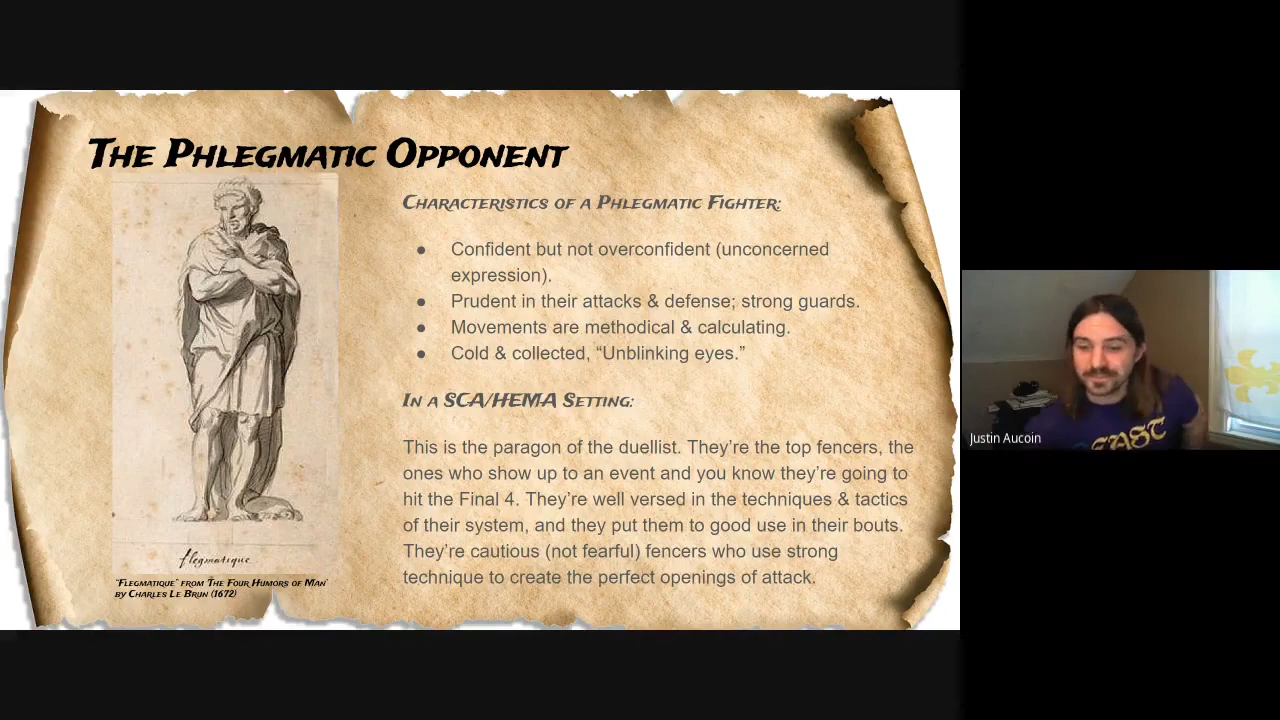 The Phlegmatic Opponent
Characteristics of a Phlegmatic Fighter:
● Confident but not overconfident (unconcerned
expression).
● Prudent in their attacks & defense; strong guards.
● Movements are methodical & calculating.
● Cold & collected, “Unblinking eyes.”
In a SCA/HEMA Setting:
This is the paragon of the duellist. They’re the top fencers, the
ones who show up to an event and you know they’re going to
hit the Final 4. They’re well versed in the techniques & tactics
of their system, and they put them to good use in their bouts.
They’re cautious (not fearful) fencers who use strong
technique to create the perfect openings of attack.
flegmatique
“Flegmatique” from ‘The Four Humors of Man’
by Charles Le Brun (1672)
Justin Aucoin